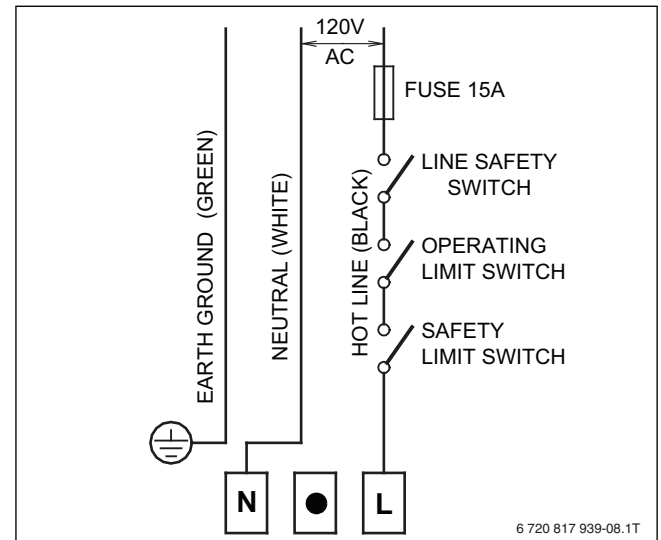 120V
AC
FUSE 15A
LINE SAFETY
SWITCH
OPERATING
LIMIT SWITCH
SAFETY
LIMIT SWITCH
EARTH GROUND (GREEN)
NEUTRAL (WHITE)
HOT LINE (BLACK)
N
L
6 720 817 939-08.1T